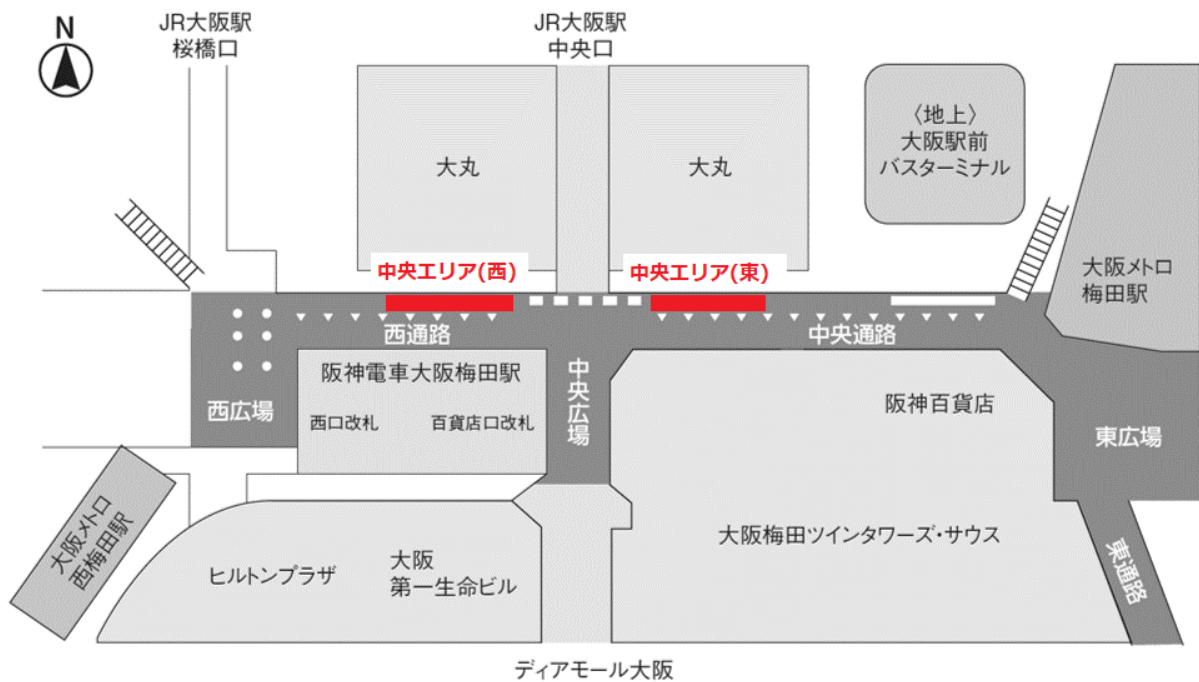 N
JR大阪駅
桜橋口
JR大阪駅
中央口
大丸
大丸
〈地上〉
大阪駅前
バスターミナル
大阪メトロ
梅田駅
中央エリア(西)
中央エリア(東)
西通路
中央通路
阪神電車大阪梅田駅
西口改札
百貨店口改札
西広場
中央広場
阪神百貨店
東広場
大阪メトロ
西梅田駅
ヒルトンプラザ
大阪
第一生命ビル
大阪梅田ツインタワーズ・サウス
東通路
ディアモール大阪